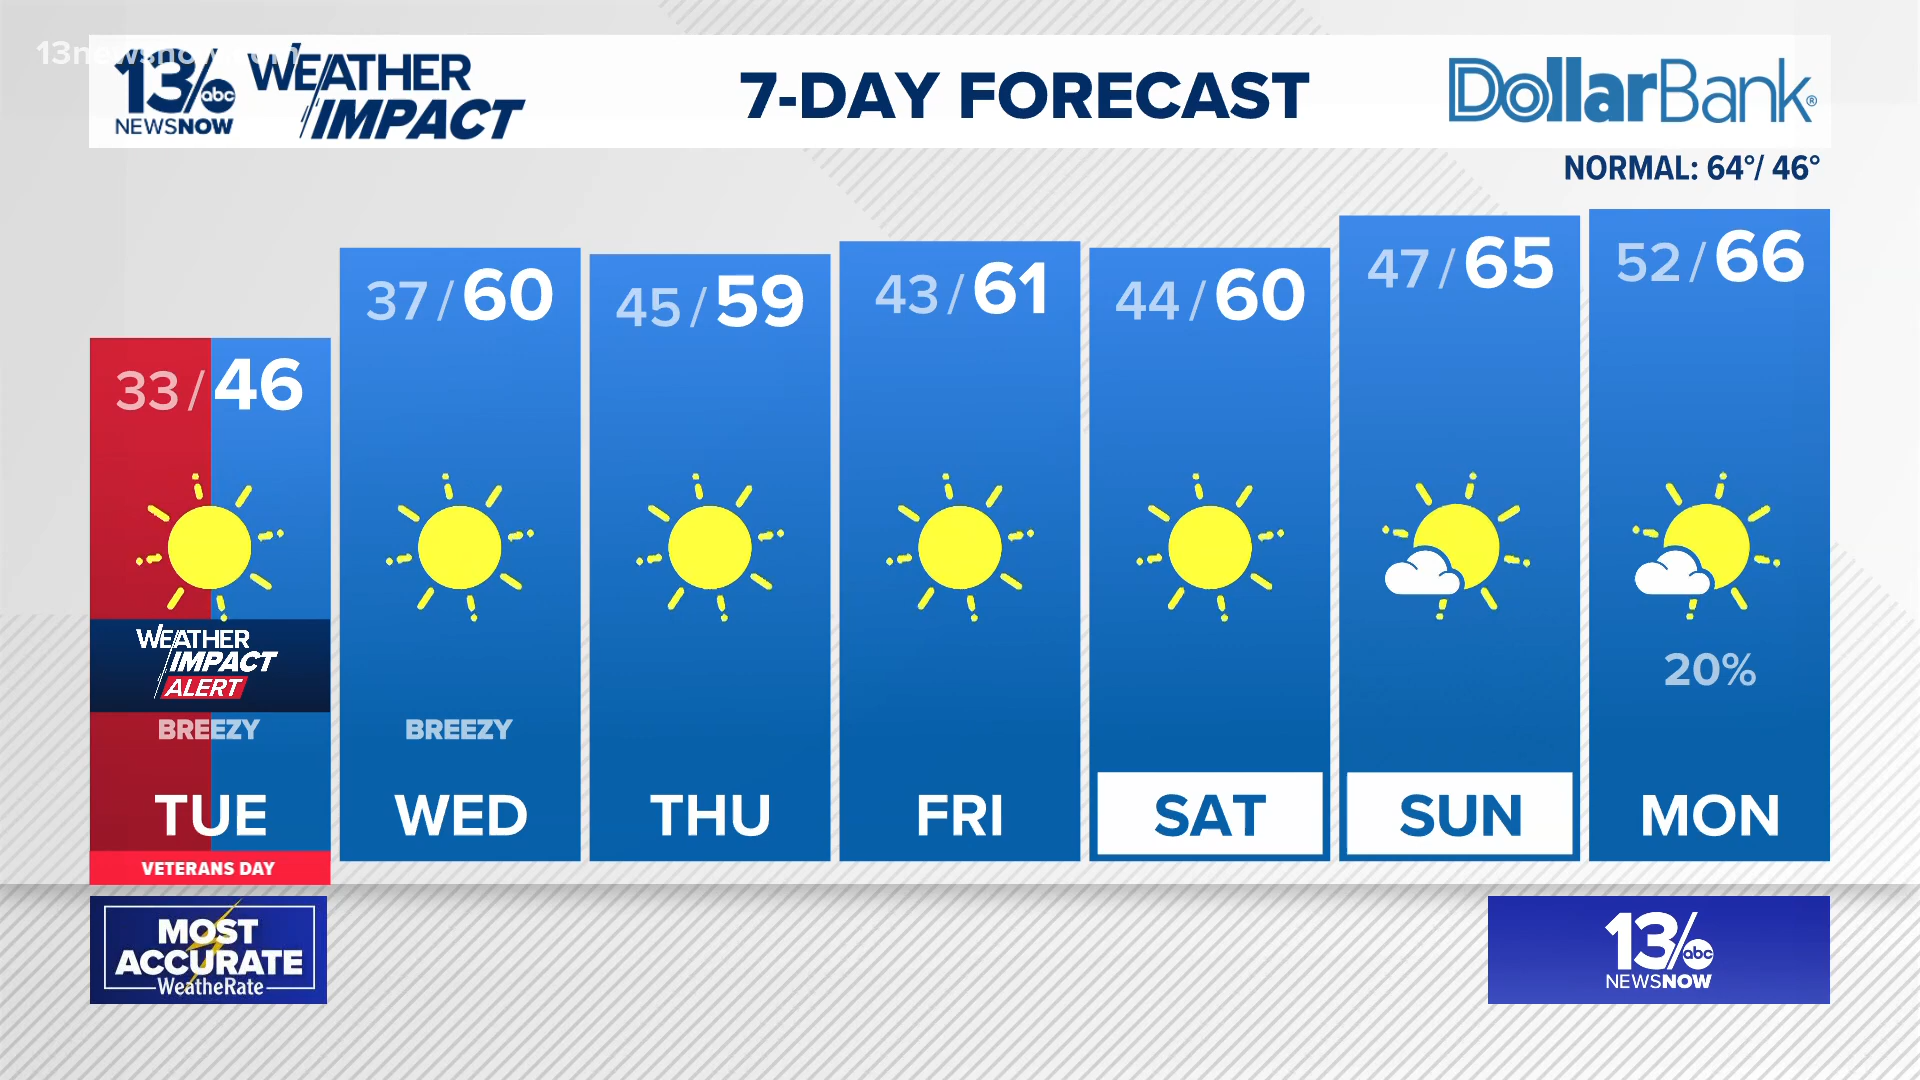 13newsnow.com
13/abc NEWSNOW
WEATHER IMPACT
7-DAY FORECAST
DollarBank®
NORMAL: 64°/ 46°
33/46
37/60
45/59
43/61
44/60
47/65
52/66
WEATHER
IMPACT
ALERT
20%
BREEZY
BREEZY
TUE
WED
THU
FRI
SAT
SUN
MON
VETERANS DAY
MOST
ACCURATE
WeatheRate
13/abc
NEWSNOW